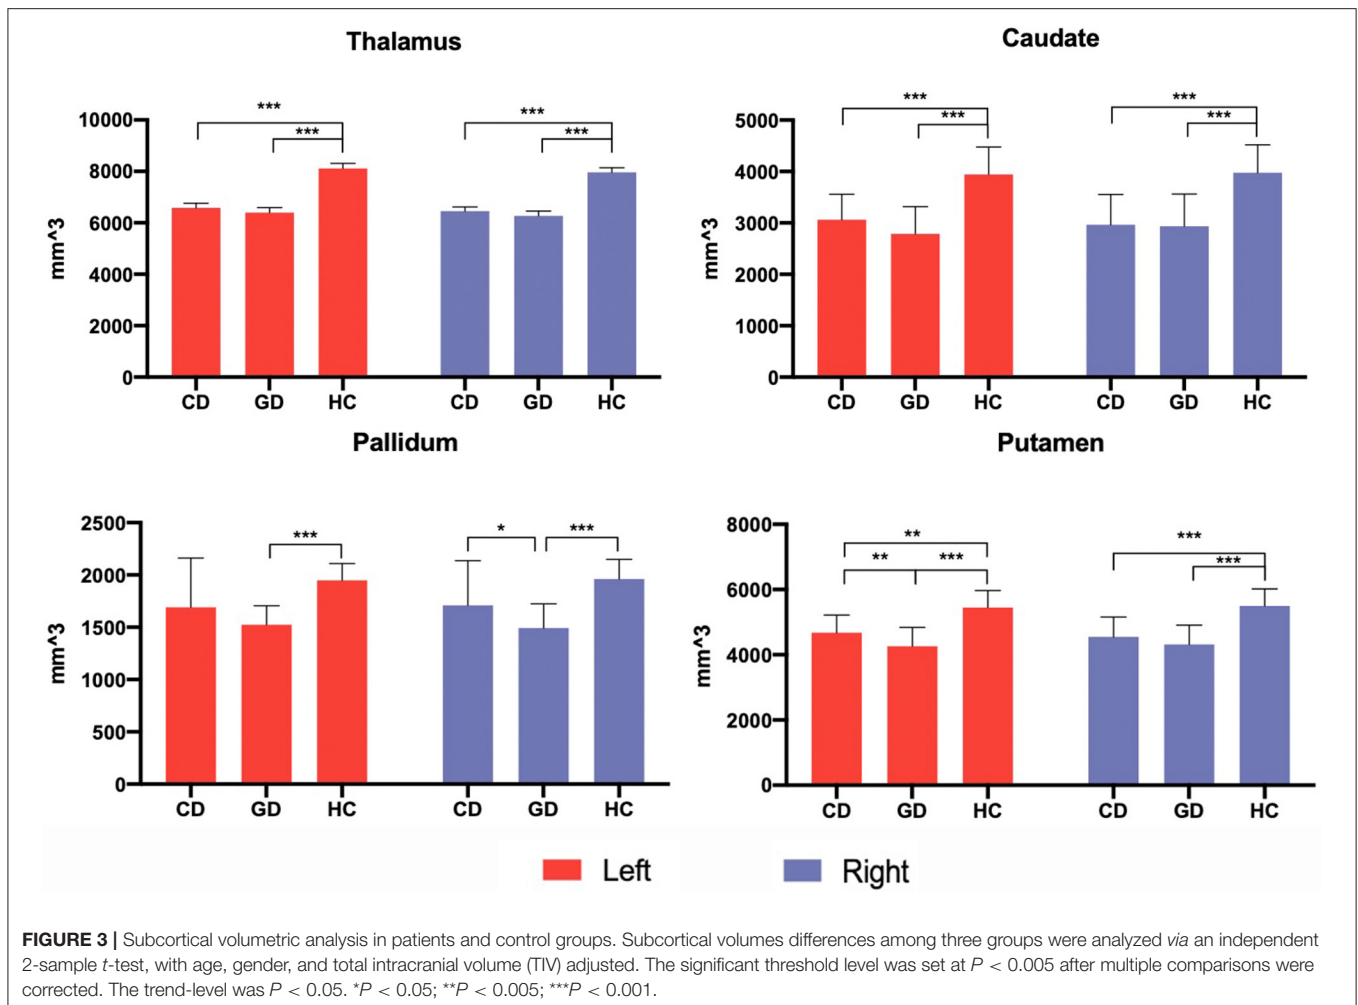 Thalamus
***
***
***
***
10000
8000
6000
4000
2000
0
mm^3
CD GD HC CD GD HC
Caudate
***
***
***
***
5000
4000
3000
2000
1000
0
mm^3
CD GD HC CD GD HC
Pallidum
***
* ***
2500
2000
1500
1000
500
0
mm^3
CD GD HC CD GD HC
Putamen
**
** ***
***
***
8000
6000
4000
2000
0
mm^3
CD GD HC CD GD HC
Left Right
FIGURE 3 | Subcortical volumetric analysis in patients and control groups. Subcortical volumes differences among three groups were analyzed via an independent
2-sample t-test, with age, gender, and total intracranial volume (TIV) adjusted. The significant threshold level was set at P < 0.005 after multiple comparisons were
corrected. The trend-level was P < 0.05. *P < 0.05; **P < 0.005; ***P < 0.001.